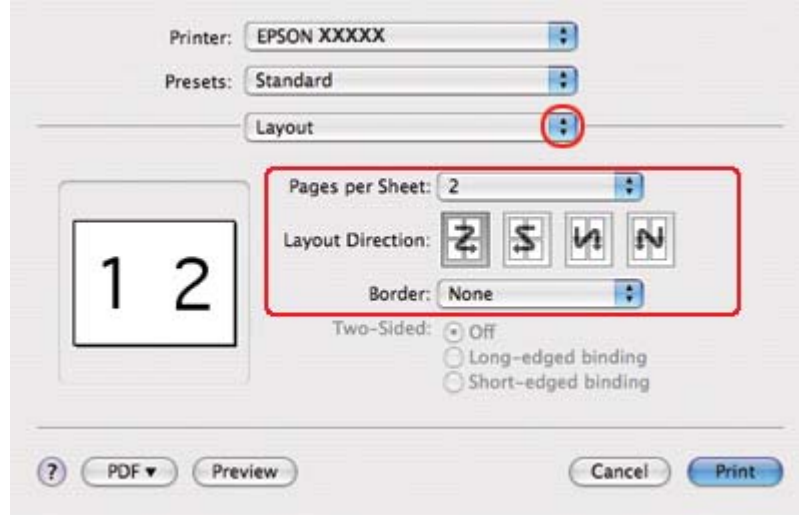 Printer: EPSON XXXXX
Presets: Standard
Layout
Pages per Sheet: 2
Layout Direction:
1 2
Border: None
Two-Sided: Off
Long-edged binding
Short-edged binding
? PDF Preview Cancel Print